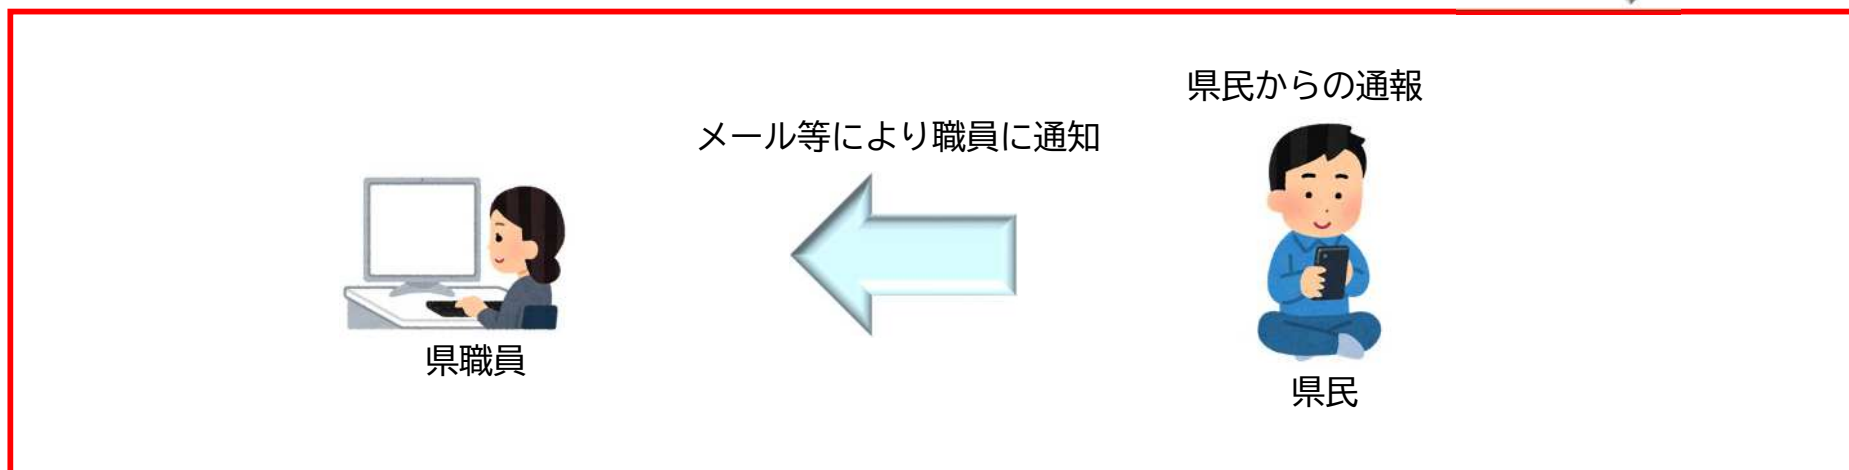 県民からの通報
メール等により職員に通知
県職員
県民